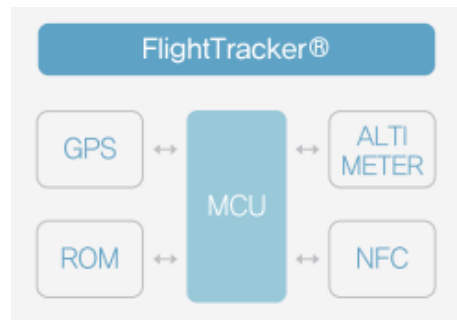 FlightTracker®
GPS
ALTI
METER
MCU
ROM
NFC